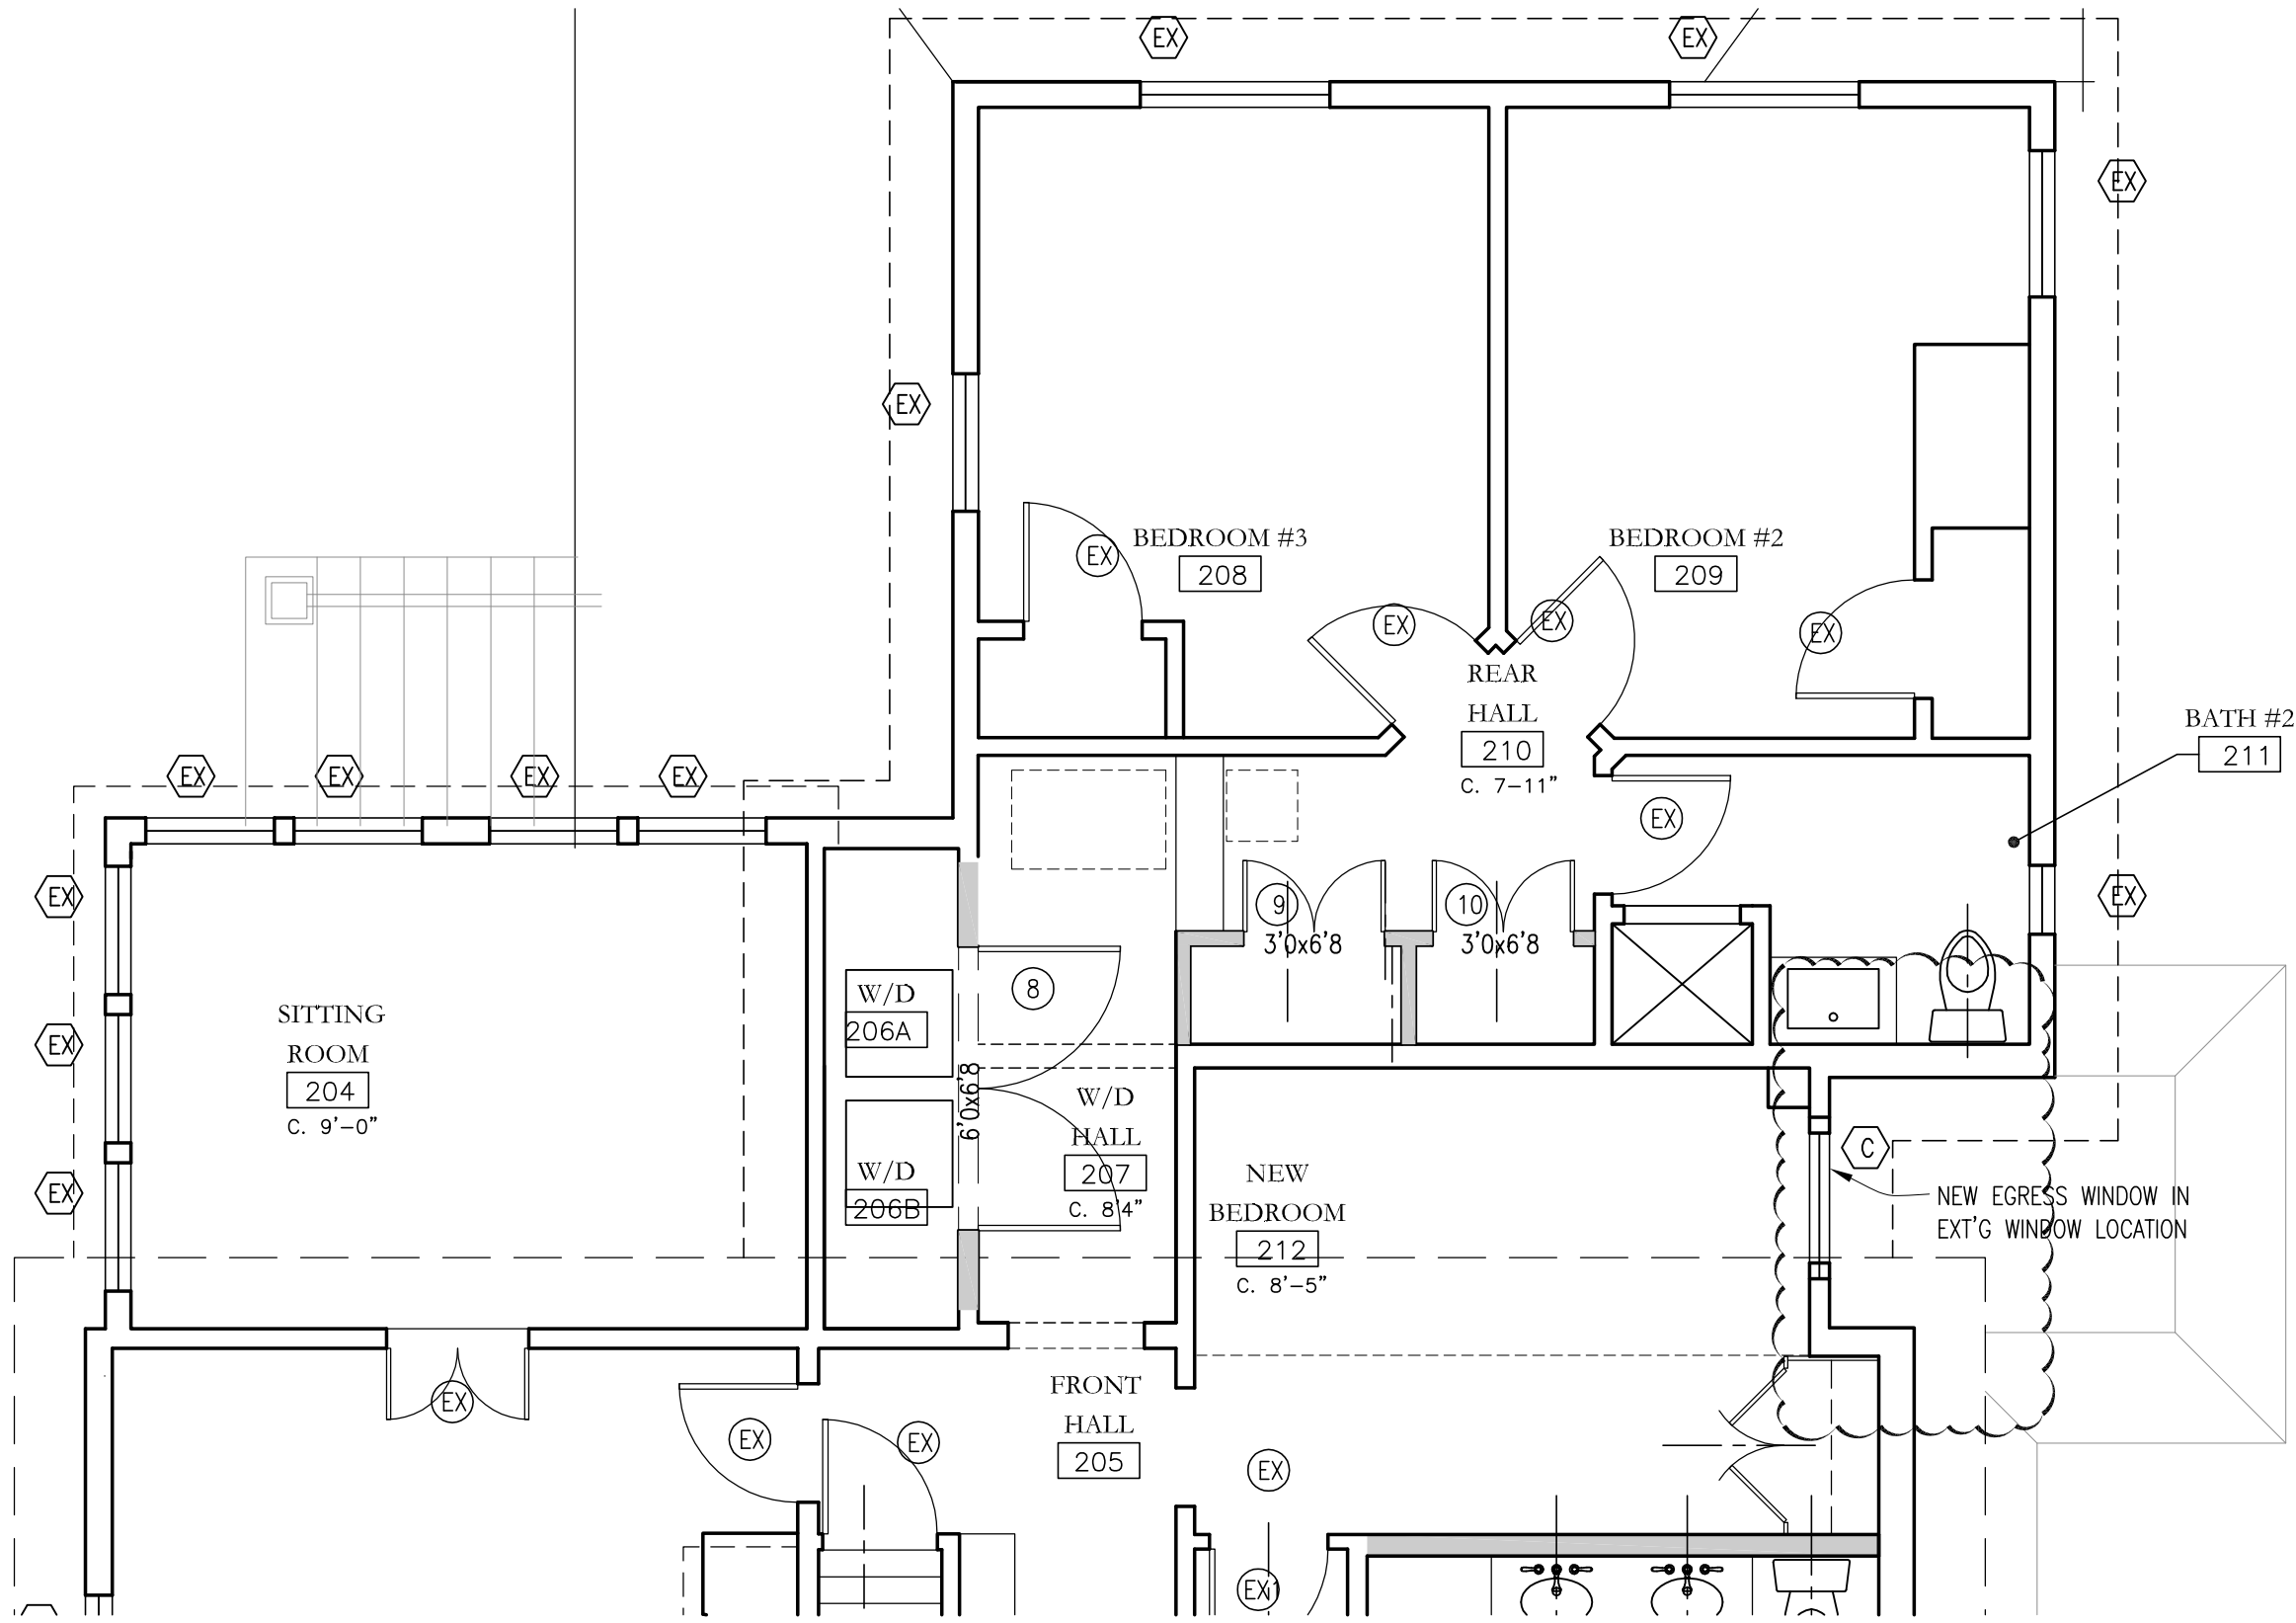 EX
EX
EX
EX
BEDROOM #3
208
EX
BEDROOM #2
209
EX
EX
EX
REAR
HALL
210
C. 7-11"
BATH #2
211
EX
EX
EX
EX
EX
EX
EX
EX
EX
EX
9
3'0x6'8
10
3'0x6'8
8
W/D
206A
6'0x6'8
W/D
206B
SITTING
ROOM
204
C. 9'-0"
W/D
HALL
207
C. 8'4"
NEW
BEDROOM
212
C. 8'-5"
C
NEW EGRESS WINDOW IN
EXT'G WINDOW LOCATION
FRONT
HALL
205
EX
EX
EX
EX
EX1